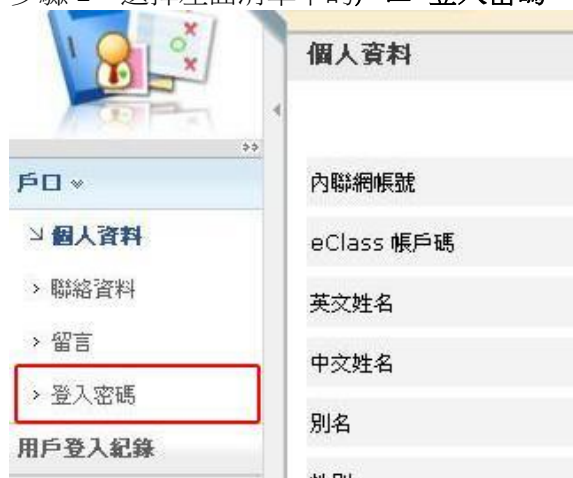 個人資料
戶口
個人資料
聯絡資料
留言
登入密碼
用戶登入紀錄
內聯網帳號
eClass 帳戶碼
英文姓名
中文姓名
別名